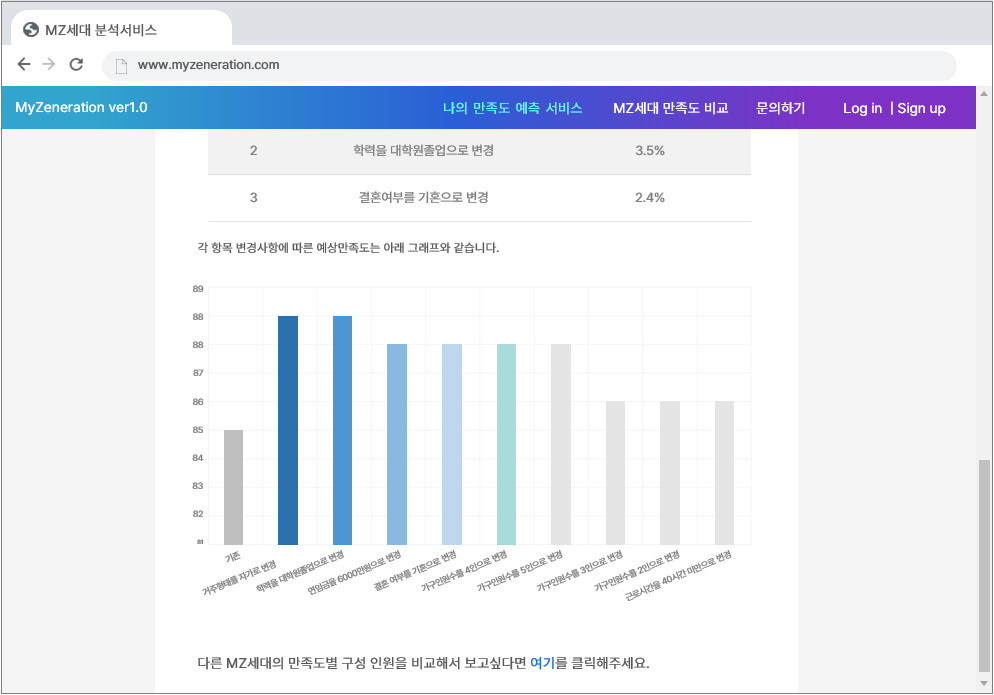 MZ세대 분석서비스
www.myzeneration.com
MyZeneration ver1.0 나의 만족도 예측 서비스 MZ세대 만족도 비교 문의하기 Log in | Sign up
2 학력을 대학원졸업으로 변경 3.5%
3 결혼여부를 기혼으로 변경 2.4%
각 항목 변경사항에 따른 예상만족도는 아래 그래프와 같습니다.
89
88
88
87
86
85
84
83
82
81
기존
거주형태를 자가로 변경
학력을 대학원졸업으로 변경
연임금을 6000만원으로 변경
결혼 여부를 기혼으로 변경
가구인원수를 4인으로 변경
가구인원수를 5인으로 변경
가구인원수를 3인으로 변경
가구인원수를 2인으로 변경
근로시간을 40시간 미만으로 변경
다른 MZ세대의 만족도별 구성 인원을 비교해서 보고싶다면 여기를 클릭해주세요.